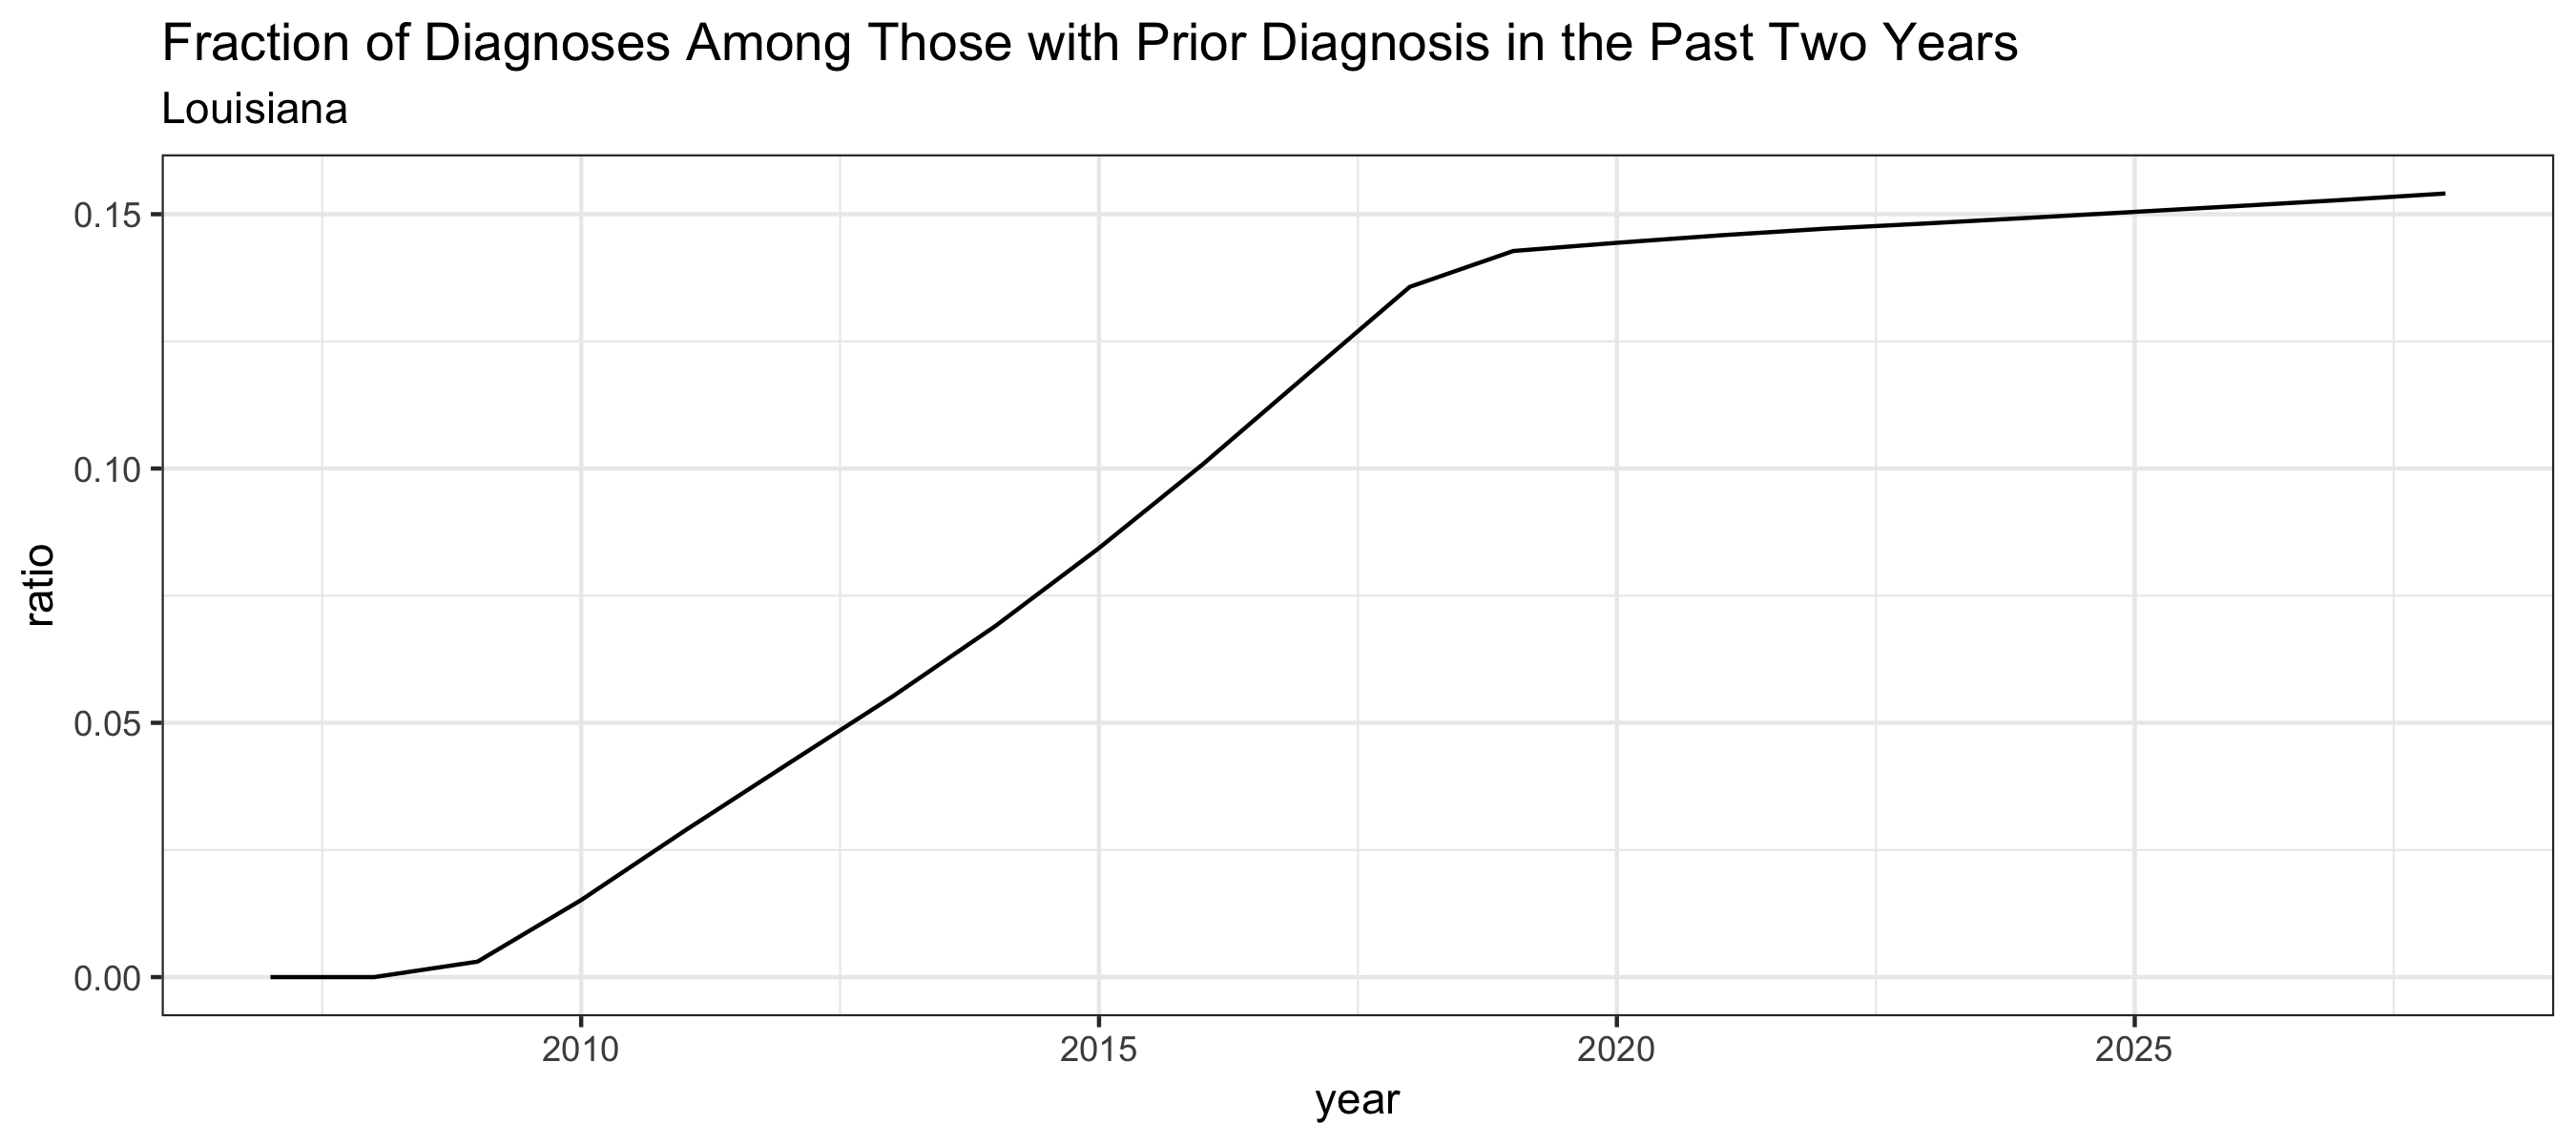 Fraction of Diagnoses Among Those with Prior Diagnosis in the Past Two Years
Louisiana
0.15
0.10
0.05
0.00
ratio
2010 2015 2020 2025
year